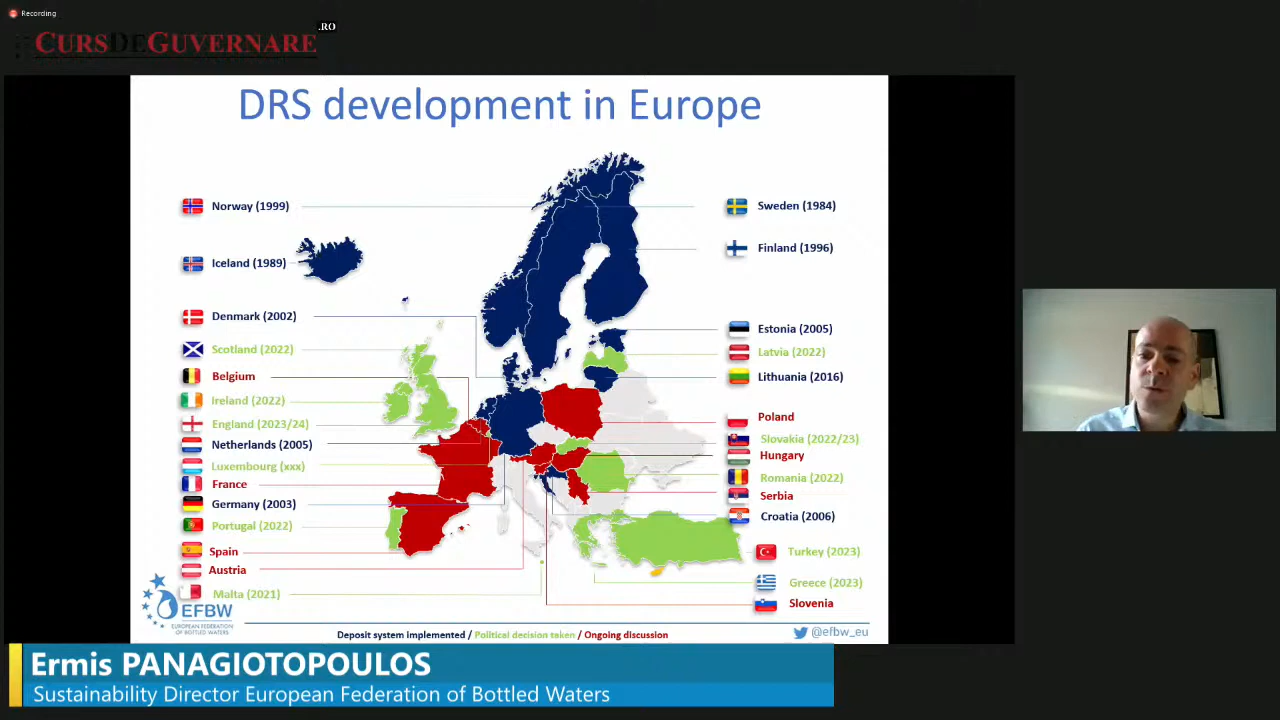 Recording
CURSDEGUVERNARE
.RO
DRS development in Europe
Norway (1999)
Iceland (1989)
Denmark (2002)
Scotland (2022)
Belgium
Ireland (2022)
England (2023/24)
Netherlands (2005)
Luxembourg (xxx)
France
Germany (2003)
Portugal (2022)
Spain
Austria
Malta (2021)
Sweden (1984)
Finland (1996)
Estonia (2005)
Latvia (2022)
Lithuania (2016)
Poland
Slovakia (2022/23)
Hungary
Romania (2022)
Serbia
Croatia (2006)
Turkey (2023)
Greece (2023)
Slovenia
EFBW
EUROPEAN FEDERATION
OF BOTTLED WATERS
Deposit system implemented / Political decision taken / Ongoing discussion
@efbw_eu
Ermis PANAGIOTOPOULOS
Sustainability Director European Federation of Bottled Waters